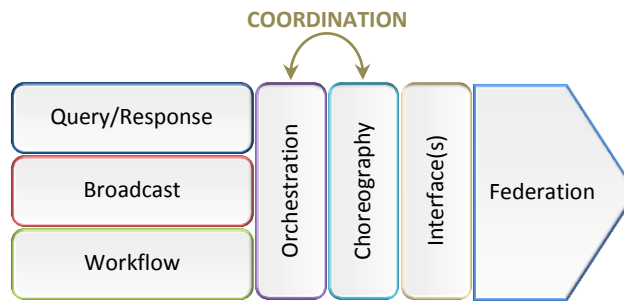 COORDINATION
Query/Response
Broadcast
Workflow
Orchestration
Choreography
Interface(s)
Federation